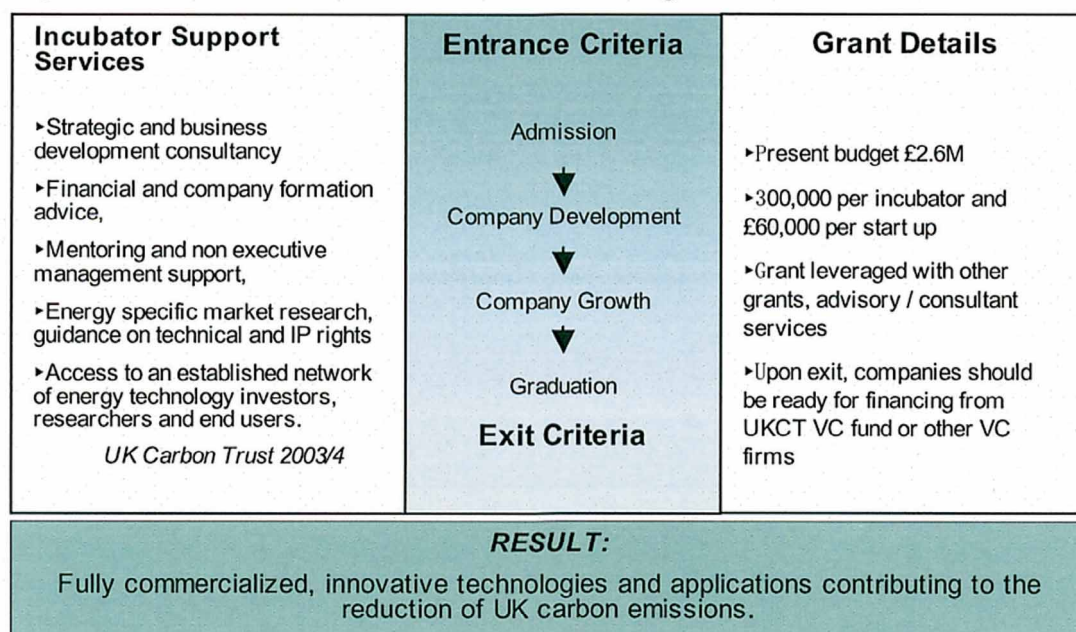 Incubator Support
Services
▸Strategic and business
development consultancy
▸Financial and company formation
advice,
▸Mentoring and non executive
management support,
▸Energy specific market research,
guidance on technical and IP rights
▸Access to an established network
of energy technology investors,
researchers and end users.
UK Carbon Trust 2003/4
Entrance Criteria
Admission
Company Development
Company Growth
Graduation
Exit Criteria
Grant Details
▸Present budget £2.6M
▸300,000 per incubator and
£60,000 per start up
▸Grant leveraged with other
grants, advisory / consultant
services
▸Upon exit, companies should
be ready for financing from
UKCT VC fund or other VC
firms
RESULT:
Fully commercialized, innovative technologies and applications contributing to the
reduction of UK carbon emissions.